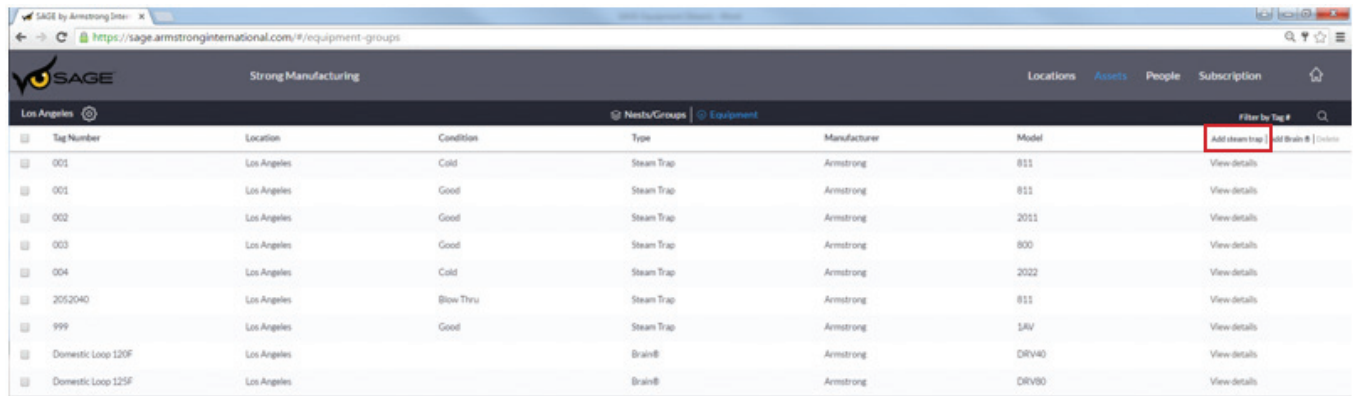 SAGE by Armstrong Inter
https://sage.armstronginternational.com/#/equipment-groups
SAGE Strong Manufacturing Locations Assets People Subscription
Los Angeles Nests/Groups Equipment Filter by Tag #
Tag Number Location Condition Type Manufacturer Model Add steam trap | Add Brain ® | Delete
001 Los Angeles Cold Steam Trap Armstrong 811 View details
001 Los Angeles Good Steam Trap Armstrong 811 View details
002 Los Angeles Good Steam Trap Armstrong 2011 View details
003 Los Angeles Good Steam Trap Armstrong 800 View details
004 Los Angeles Cold Steam Trap Armstrong 2022 View details
2052040 Los Angeles Blow Thru Steam Trap Armstrong 811 View details
999 Los Angeles Good Steam Trap Armstrong 1AV View details
Domestic Loop 120F Los Angeles Brain® Armstrong DRV40 View details
Domestic Loop 125F Los Angeles Brain® Armstrong DRV80 View details